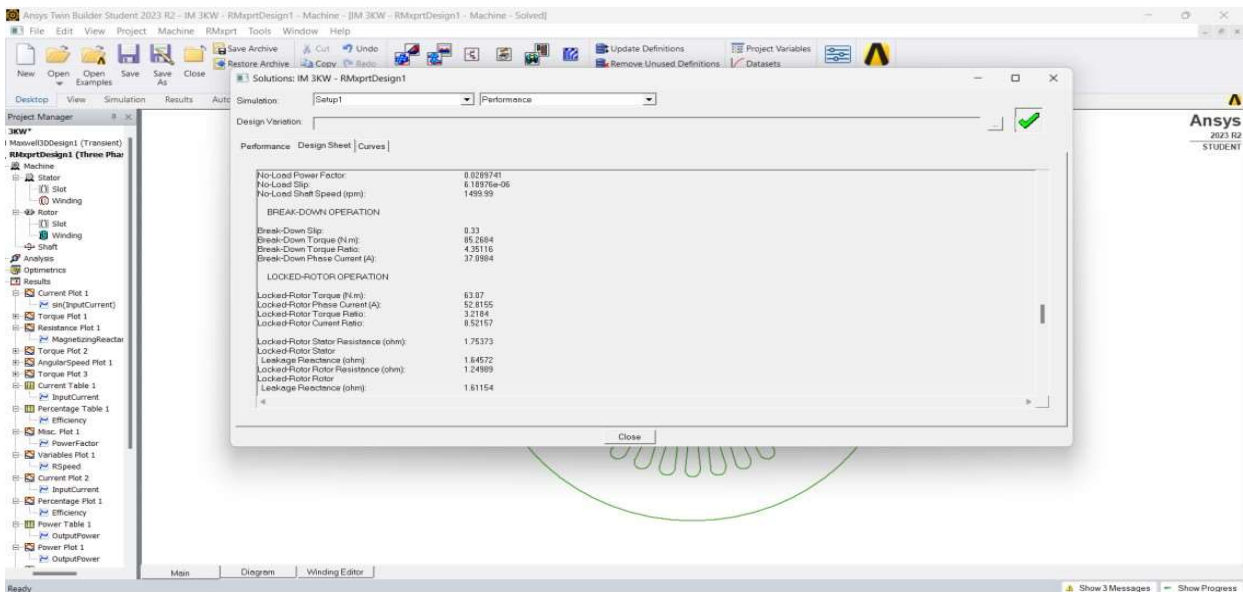 Ansys Twin Builder Student 2023 R2 - IM 3KW - RMxprtDesign1 - Machine - [IM 3KW - RMxprtDesign1 - Machine - Solved]
File Edit View Project Machine RMxprt Tools Window Help
New Open Open Examples Save Save As Close
Save Archive Cut Undo
Restore Archive Copy Redo
Update Definitions Project Variables
Remove Unused Definitions Datasets
Desktop View Simulation Results
Ansys
2023 R2
STUDENT
Project Manager
3KW*
Maxwell3DDesign1 (Transient)
RMxprtDesign1 (Three Phas
Machine
Stator
Slot
Winding
Rotor
Slot
Winding
Shaft
Analysis
Optimetrics
Results
Current Plot 1
sin(InputCurrent)
Torque Plot 1
Resistance Plot 1
MagnetizingReactar
Torque Plot 2
AngularSpeed Plot 1
Torque Plot 3
Current Table 1
InputCurrent
Percentage Table 1
Efficiency
Misc. Plot 1
PowerFactor
Variables Plot 1
RSpeed
Current Plot 2
InputCurrent
Percentage Plot 1
Efficiency
Power Table 1
OutputPower
Power Plot 1
OutputPower
Solutions: IM 3KW - RMxprtDesign1
Simulation: Setup1 Performance
Design Variation: ...
Performance Design Sheet Curves
No-Load Power Factor: 0.0289741
No-Load Slip: 6.18976e-06
No-Load Shaft Speed (rpm): 1499.99
BREAK-DOWN OPERATION
Break-Down Slip: 0.33
Break-Down Torque (N.m): 85.2684
Break-Down Torque Ratio: 4.35116
Break-Down Phase Current (A): 37.0984
LOCKED-ROTOR OPERATION
Locked-Rotor Torque (N.m): 63.07
Locked-Rotor Phase Current (A): 52.8155
Locked-Rotor Torque Ratio: 3.2184
Locked-Rotor Current Ratio: 8.52157
Locked-Rotor Stator Resistance (ohm): 1.75373
Locked-Rotor Stator
Leakage Reactance (ohm): 1.64572
Locked-Rotor Rotor Resistance (ohm): 1.24989
Locked-Rotor Rotor
Leakage Reactance (ohm): 1.61154
Close
Main Diagram Winding Editor
Ready
Show 3 Messages Show Progress